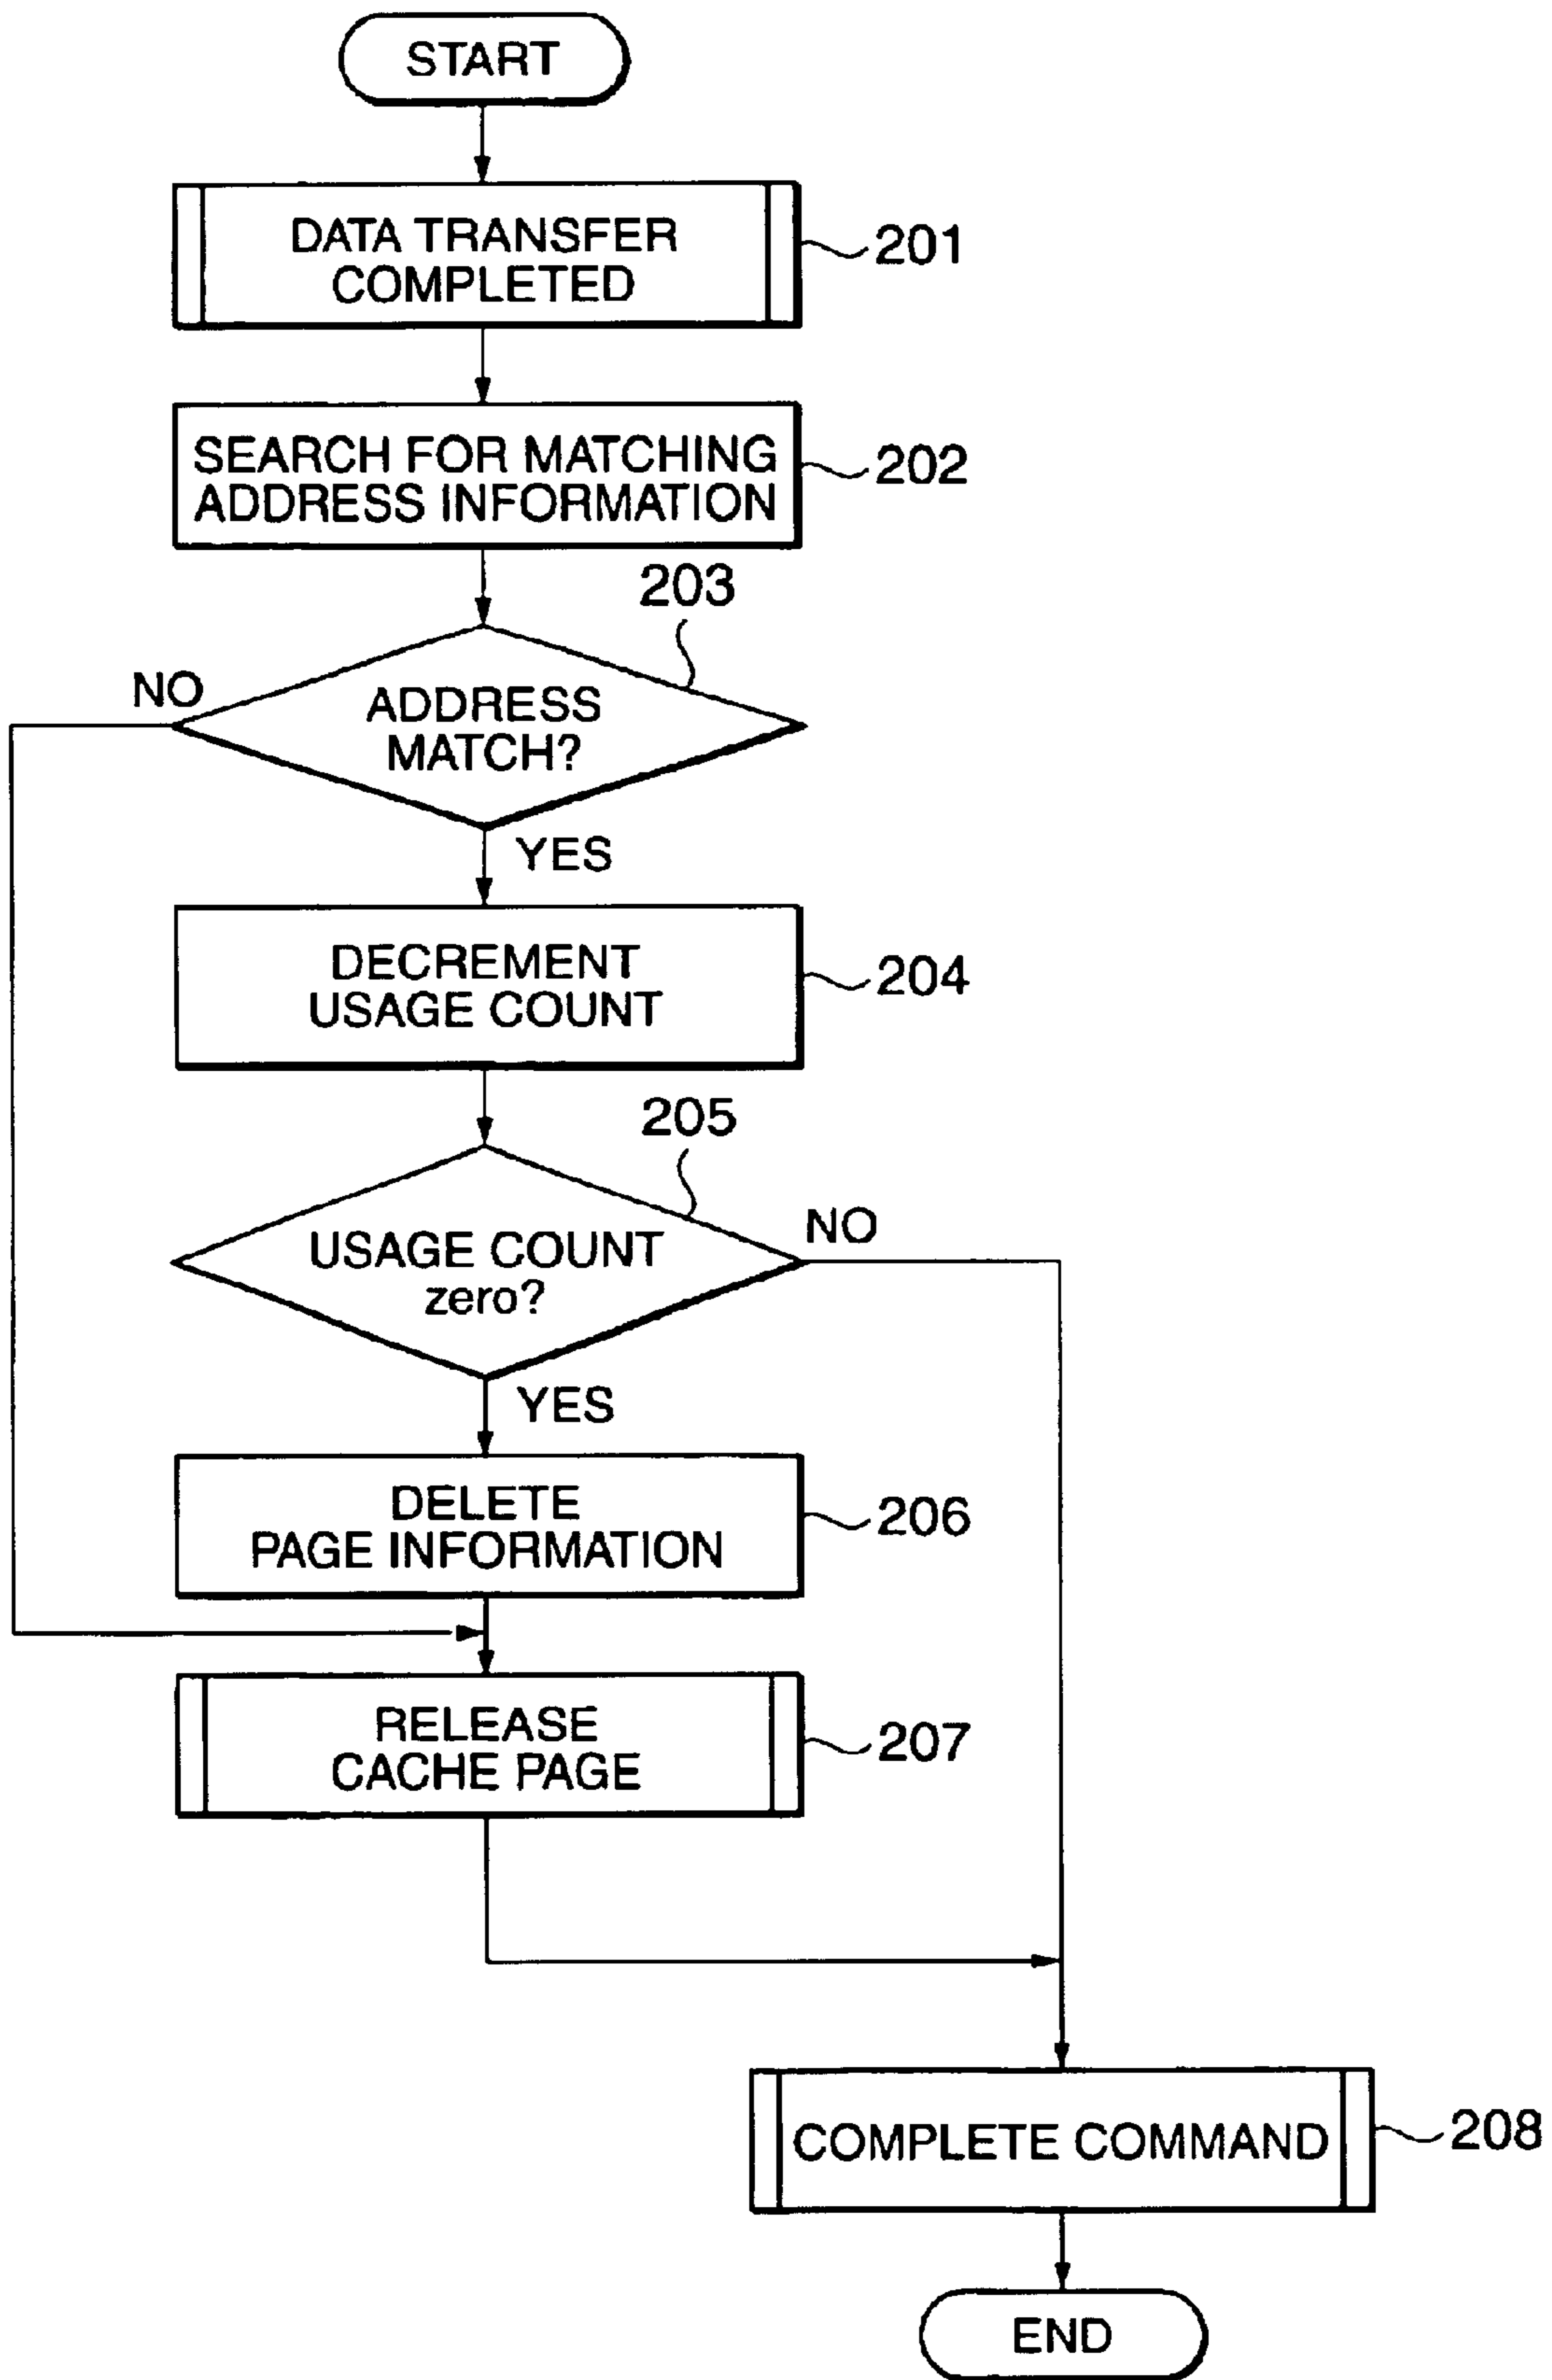 START
DATA TRANSFER
COMPLETED
201
SEARCH FOR MATCHING
ADDRESS INFORMATION
202
203
NO
ADDRESS
MATCH?
YES
DECREMENT
USAGE COUNT
204
205
NO
USAGE COUNT
zero?
YES
DELETE
PAGE INFORMATION
206
RELEASE
CACHE PAGE
207
COMPLETE COMMAND
208
END